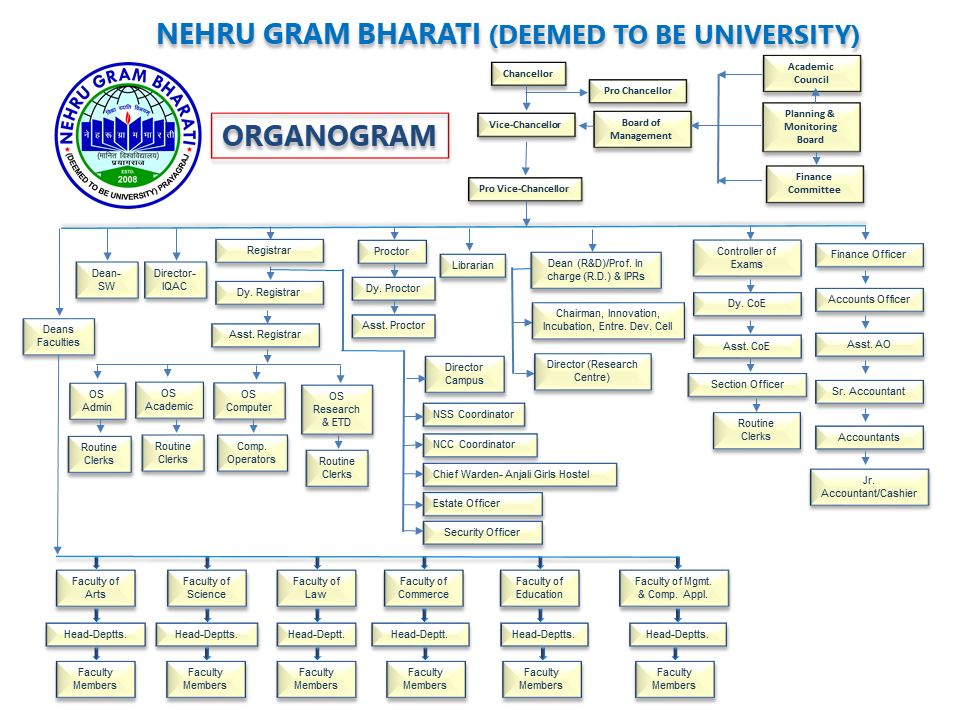 NEHRU GRAM BHARATI (DEEMED TO BE UNIVERSITY)
NEHRU GRAM BHARATI
(DEEMED TO BE UNIVERSITY) PRAYAGRAJ
नेहरू ग्राम भारती
(मानित विश्वविद्यालय)
प्रयागराज
ESTD.
2008
ORGANOGRAM
Chancellor
Pro Chancellor
Vice-Chancellor
Board of
Management
Academic
Council
Planning &
Monitoring
Board
Finance
Committee
Pro Vice-Chancellor
Deans
Faculties
Dean-
SW
Director-
IQAC
Registrar
Dy. Registrar
Asst. Registrar
OS
Admin
Routine
Clerks
OS
Academic
Routine
Clerks
OS
Computer
Comp.
Operators
OS
Research
& ETD
Routine
Clerks
Proctor
Dy. Proctor
Asst. Proctor
Director
Campus
NSS Coordinator
NCC Coordinator
Chief Warden- Anjali Girls Hostel
Estate Officer
Security Officer
Librarian
Dean (R&D)/Prof. In
charge (R.D.) & IPRs
Chairman, Innovation,
Incubation, Entre. Dev. Cell
Director (Research
Centre)
Controller of
Exams
Dy. CoE
Asst. CoE
Section Officer
Routine
Clerks
Finance Officer
Accounts Officer
Asst. AO
Sr. Accountant
Accountants
Jr.
Accountant/Cashier
Faculty of
Arts
Head-Deptts.
Faculty
Members
Faculty of
Science
Head-Deptts.
Faculty
Members
Faculty of
Law
Head-Deptt.
Faculty
Members
Faculty of
Commerce
Head-Deptt.
Faculty
Members
Faculty of
Education
Head-Deptts.
Faculty
Members
Faculty of Mgmt.
& Comp. Appl.
Head-Deptts.
Faculty
Members